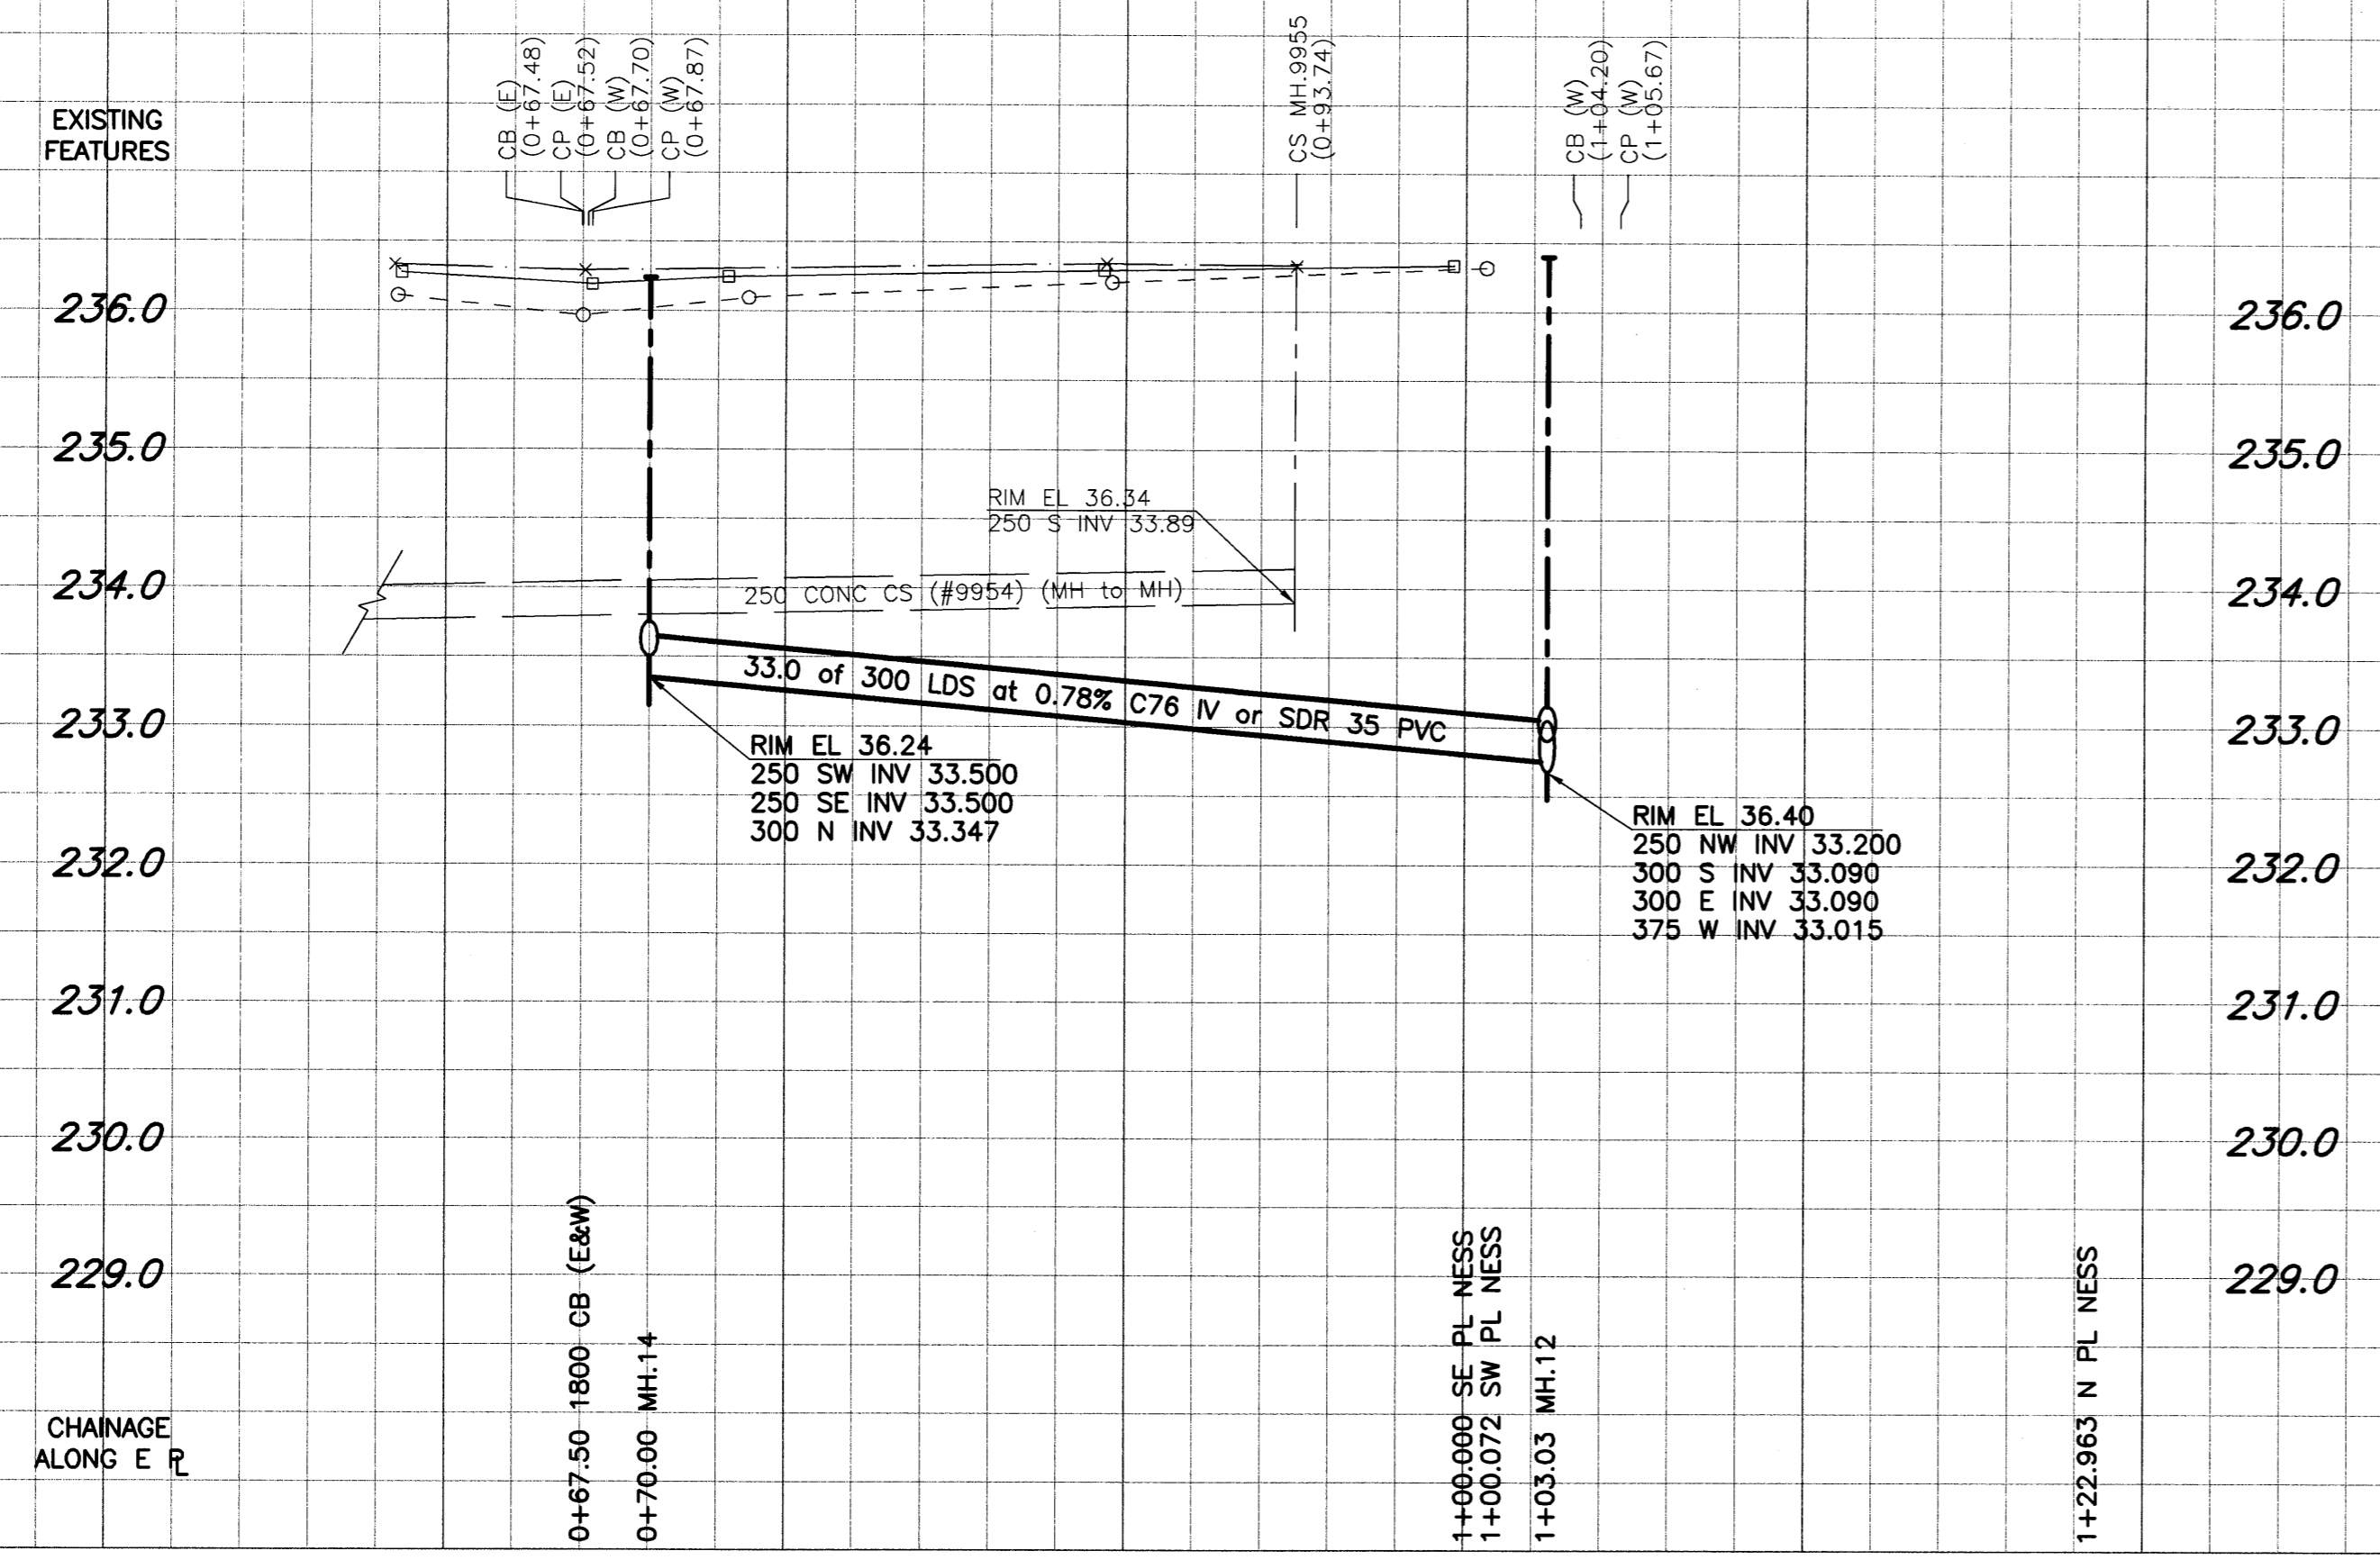 EXISTING
FEATURES
CB (E)
(0+67.48)
CP (E)
(0+67.52)
CB (W)
(0+67.70)
CP (W)
(0+67.87)
CS MH.9955
(0+93.74)
CB (W)
(1+04.20)
CP (W)
(1+05.67)
236.0
236.0
235.0
235.0
RIM EL 36.34
250 S INV 33.89
234.0
250 CONC CS (#9954) (MH to MH)
234.0
33.0 of 300 LDS at 0.78% C76 IV or SDR 35 PVC
233.0
233.0
RIM EL 36.24
250 SW INV 33.500
250 SE INV 33.500
300 N INV 33.347
RIM EL 36.40
250 NW INV 33.200
300 S INV 33.090
300 E INV 33.090
375 W INV 33.015
232.0
232.0
231.0
231.0
230.0
230.0
229.0
229.0
CHAINAGE
ALONG E PL
0+67.50 1800 CB (E&W)
0+70.00 MH.14
1+00.000 SE PL NESS
1+00.072 SW PL NESS
1+03.03 MH.12
1+22.963 N PL NESS